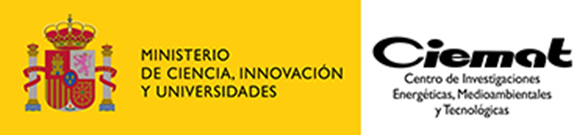 MINISTERIO
DE CIENCIA, INNOVACIÓN
Y UNIVERSIDADES
Ciemat
Centro de Investigaciones
Energéticas, Medioambientales
y Tecnológicas